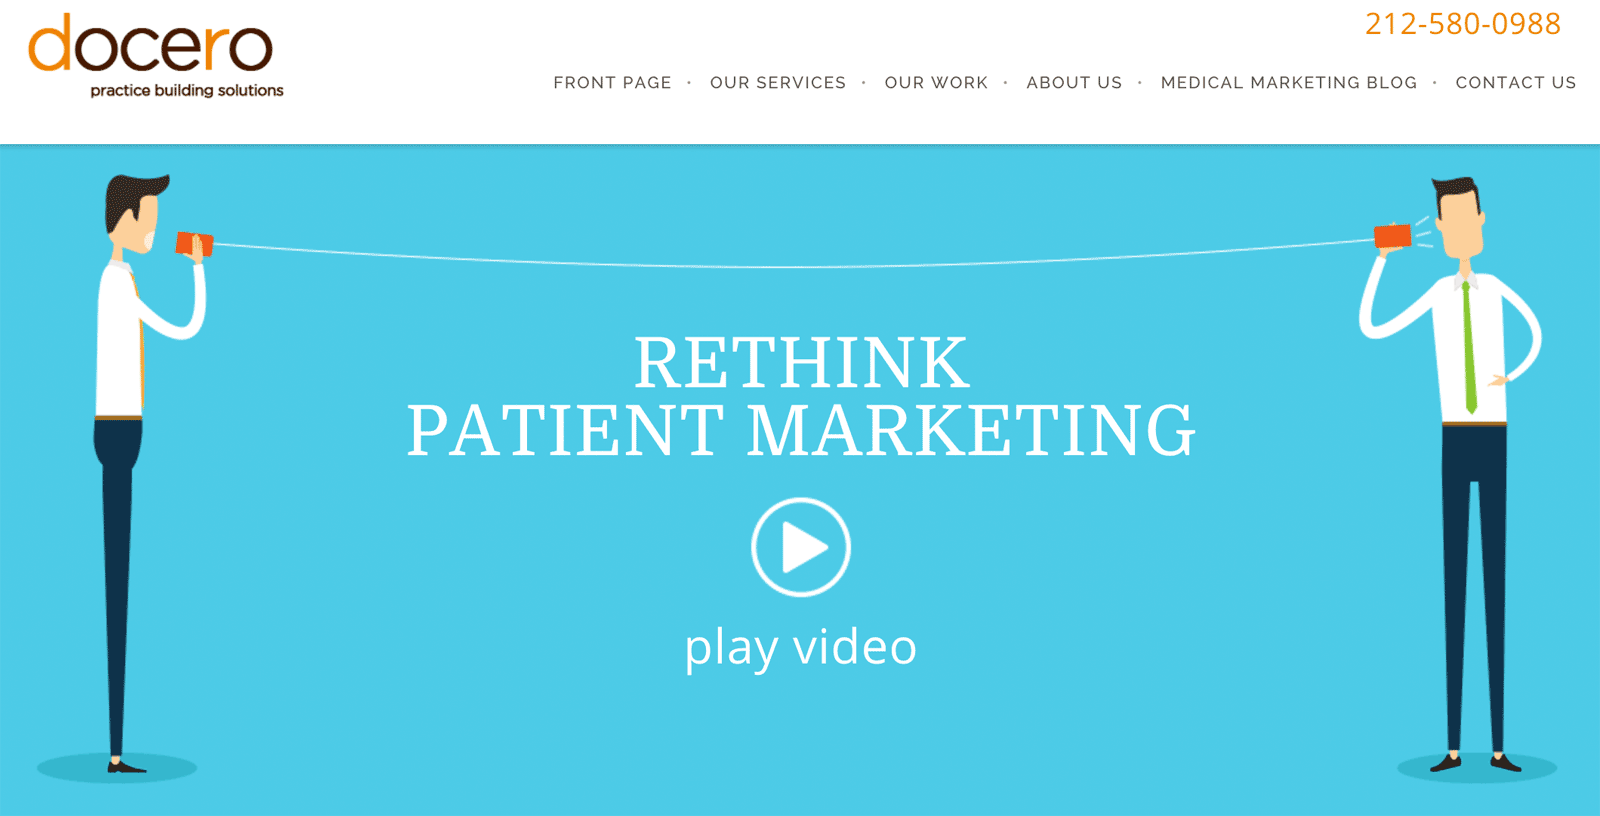 docero
practice building solutions
212-580-0988
FRONT PAGE • OUR SERVICES • OUR WORK • ABOUT US • MEDICAL MARKETING BLOG • CONTACT US
RETHINK
PATIENT MARKETING
play video